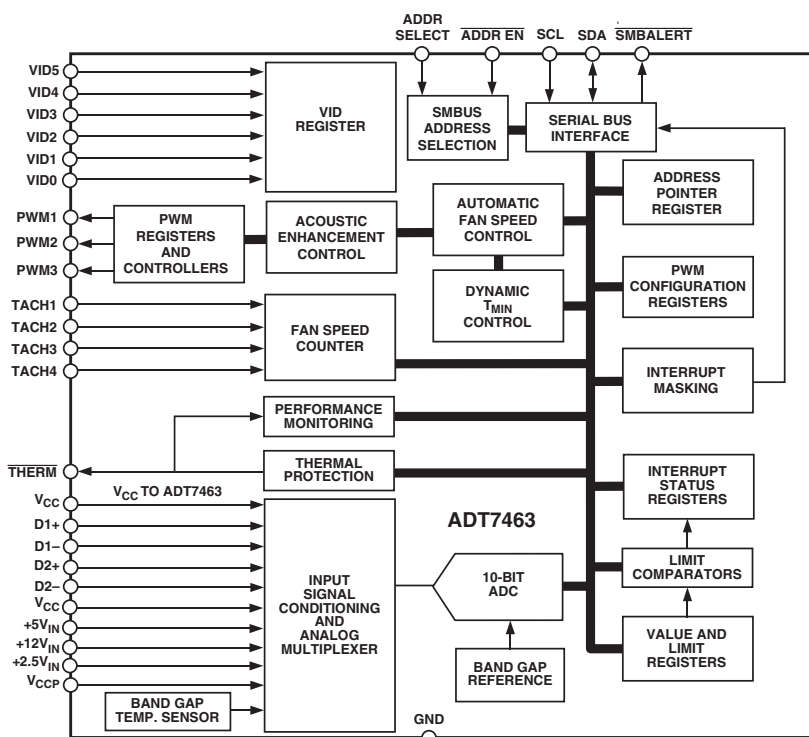 ADDR
SELECT
ADDR EN
SCL
SDA
SMBALERT
VID5
VID4
VID3
VID2
VID1
VID0
VID
REGISTER
SMBUS
ADDRESS
SELECTION
SERIAL BUS
INTERFACE
ADDRESS
POINTER
REGISTER
PWM1
PWM2
PWM3
PWM
REGISTERS
AND
CONTROLLERS
ACOUSTIC
ENHANCEMENT
CONTROL
AUTOMATIC
FAN SPEED
CONTROL
DYNAMIC
TMIN
CONTROL
PWM
CONFIGURATION
REGISTERS
TACH1
TACH2
TACH3
TACH4
FAN SPEED
COUNTER
INTERRUPT
MASKING
PERFORMANCE
MONITORING
THERM
THERMAL
PROTECTION
INTERRUPT
STATUS
REGISTERS
VCC TO ADT7463
ADT7463
VCC
D1+
D1–
D2+
D2–
VCC
+5VIN
+12VIN
+2.5VIN
VCCP
INPUT
SIGNAL
CONDITIONING
AND
ANALOG
MULTIPLEXER
10-BIT
ADC
LIMIT
COMPARATORS
VALUE AND
LIMIT
REGISTERS
BAND GAP
REFERENCE
BAND GAP
TEMP. SENSOR
GND